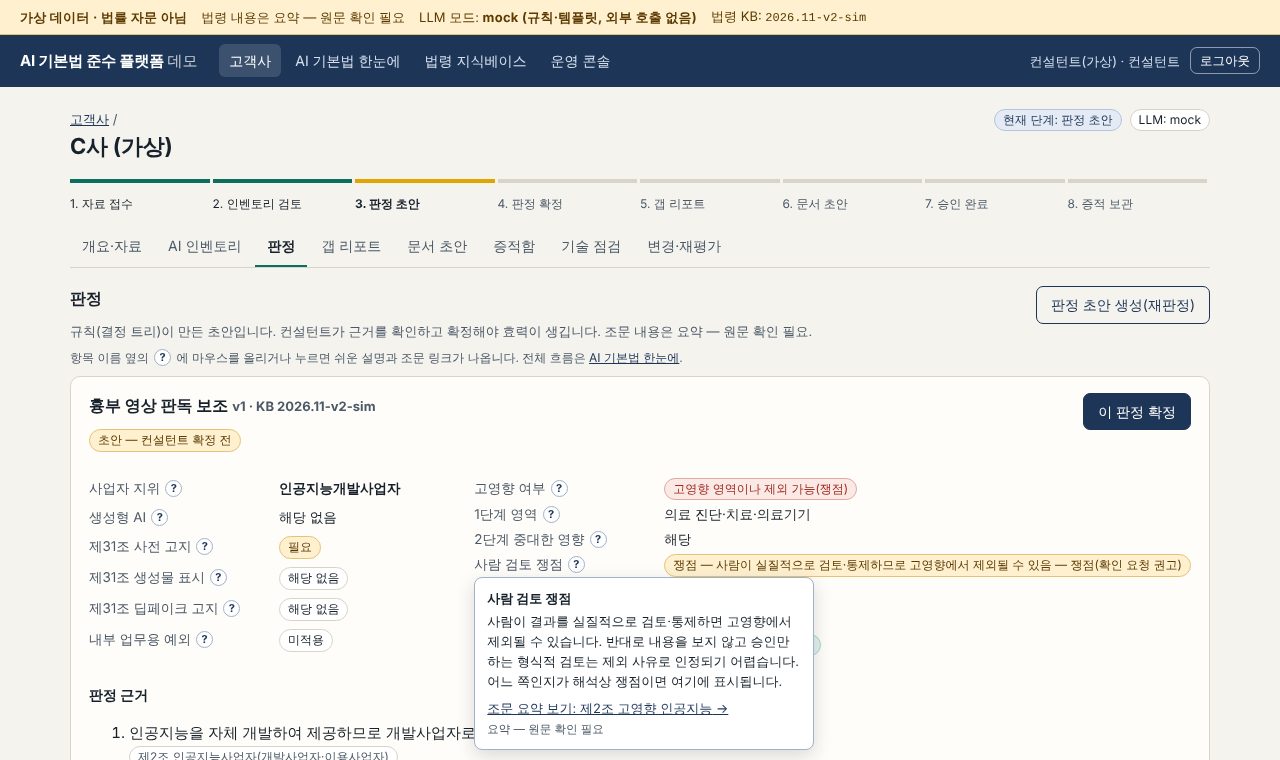 가상 데이터 · 법률 자문 아님 법령 내용은 요약 — 원문 확인 필요 LLM 모드: mock (규칙·템플릿, 외부 호출 없음) 법령 KB: 2026.11-v2-sim
AI 기본법 준수 플랫폼 데모 고객사 AI 기본법 한눈에 법령 지식베이스 운영 콘솔 컨설턴트(가상) · 컨설턴트 로그아웃
고객사 / 현재 단계: 판정 초안 LLM: mock
C사 (가상)
1. 자료 접수 2. 인벤토리 검토 3. 판정 초안 4. 판정 확정 5. 갭 리포트 6. 문서 초안 7. 승인 완료 8. 증적 보관
개요·자료 AI 인벤토리 판정 갭 리포트 문서 초안 증적함 기술 점검 변경·재평가
판정 판정 초안 생성(재판정)
규칙(결정 트리)이 만든 초안입니다. 컨설턴트가 근거를 확인하고 확정해야 효력이 생깁니다. 조문 내용은 요약 — 원문 확인 필요.
항목 이름 옆의 ? 에 마우스를 올리거나 누르면 쉬운 설명과 조문 링크가 나옵니다. 전체 흐름은 AI 기본법 한눈에.
흉부 영상 판독 보조 v1 · KB 2026.11-v2-sim 이 판정 확정
초안 — 컨설턴트 확정 전
사업자 지위 ? 인공지능개발사업자
생성형 AI ? 해당 없음
제31조 사전 고지 ? 필요
제31조 생성물 표시 ? 해당 없음
제31조 딥페이크 고지 ? 해당 없음
내부 업무용 예외 ? 미적용
고영향 여부 ? 고영향 영역이나 제외 가능(쟁점)
1단계 영역 ? 의료 진단·치료·의료기기
2단계 중대한 영향 ? 해당
사람 검토 쟁점 ? 쟁점 — 사람이 실질적으로 검토·통제하므로 고영향에서 제외될 수 있음 — 쟁점(확인 요청 권고)
사람 검토 쟁점
사람이 결과를 실질적으로 검토·통제하면 고영향에서
제외될 수 있습니다. 반대로 내용을 보지 않고 승인만
하는 형식적 검토는 제외 사유로 인정되기 어렵습니다.
어느 쪽인지가 해석상 쟁점이면 여기에 표시됩니다.
조문 요약 보기: 제2조 고영향 인공지능 →
요약 — 원문 확인 필요
판정 근거
1. 인공지능을 자체 개발하여 제공하므로 개발사업자로
제2조 인공지능사업자(개발사업자·이용사업자)